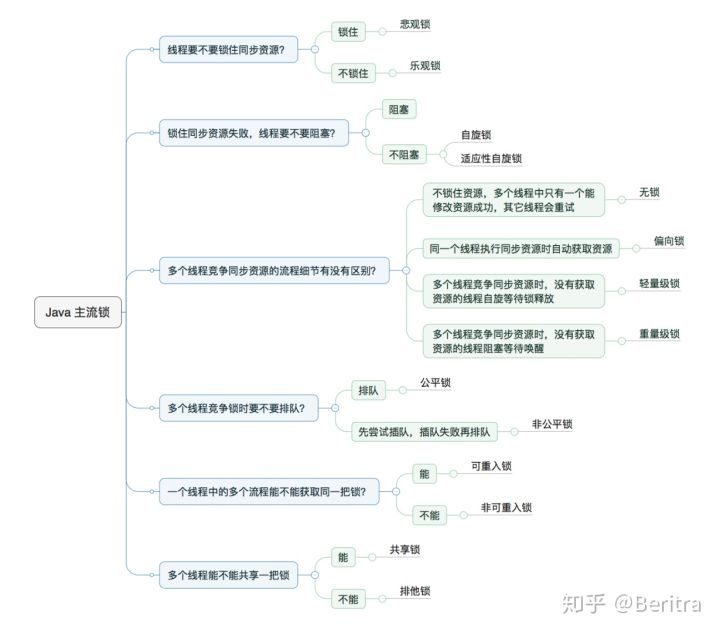 Java 主流锁
线程要不要锁住同步资源？
锁住
悲观锁
不锁住
乐观锁
锁住同步资源失败，线程要不要阻塞？
阻塞
不阻塞
自旋锁
适应性自旋锁
多个线程竞争同步资源的流程细节有没有区别？
不锁住资源，多个线程中只有一个能
修改资源成功，其它线程会重试
无锁
同一个线程执行同步资源时自动获取资源
偏向锁
多个线程竞争同步资源时，没有获取
资源的线程自旋等待锁释放
轻量级锁
多个线程竞争同步资源时，没有获取
资源的线程阻塞等待唤醒
重量级锁
多个线程竞争锁时要不要排队？
排队
公平锁
先尝试插队，插队失败再排队
非公平锁
一个线程中的多个流程能不能获取同一把锁？
能
可重入锁
不能
非可重入锁
多个线程能不能共享一把锁
能
共享锁
不能
排他锁
知乎 @Beritra